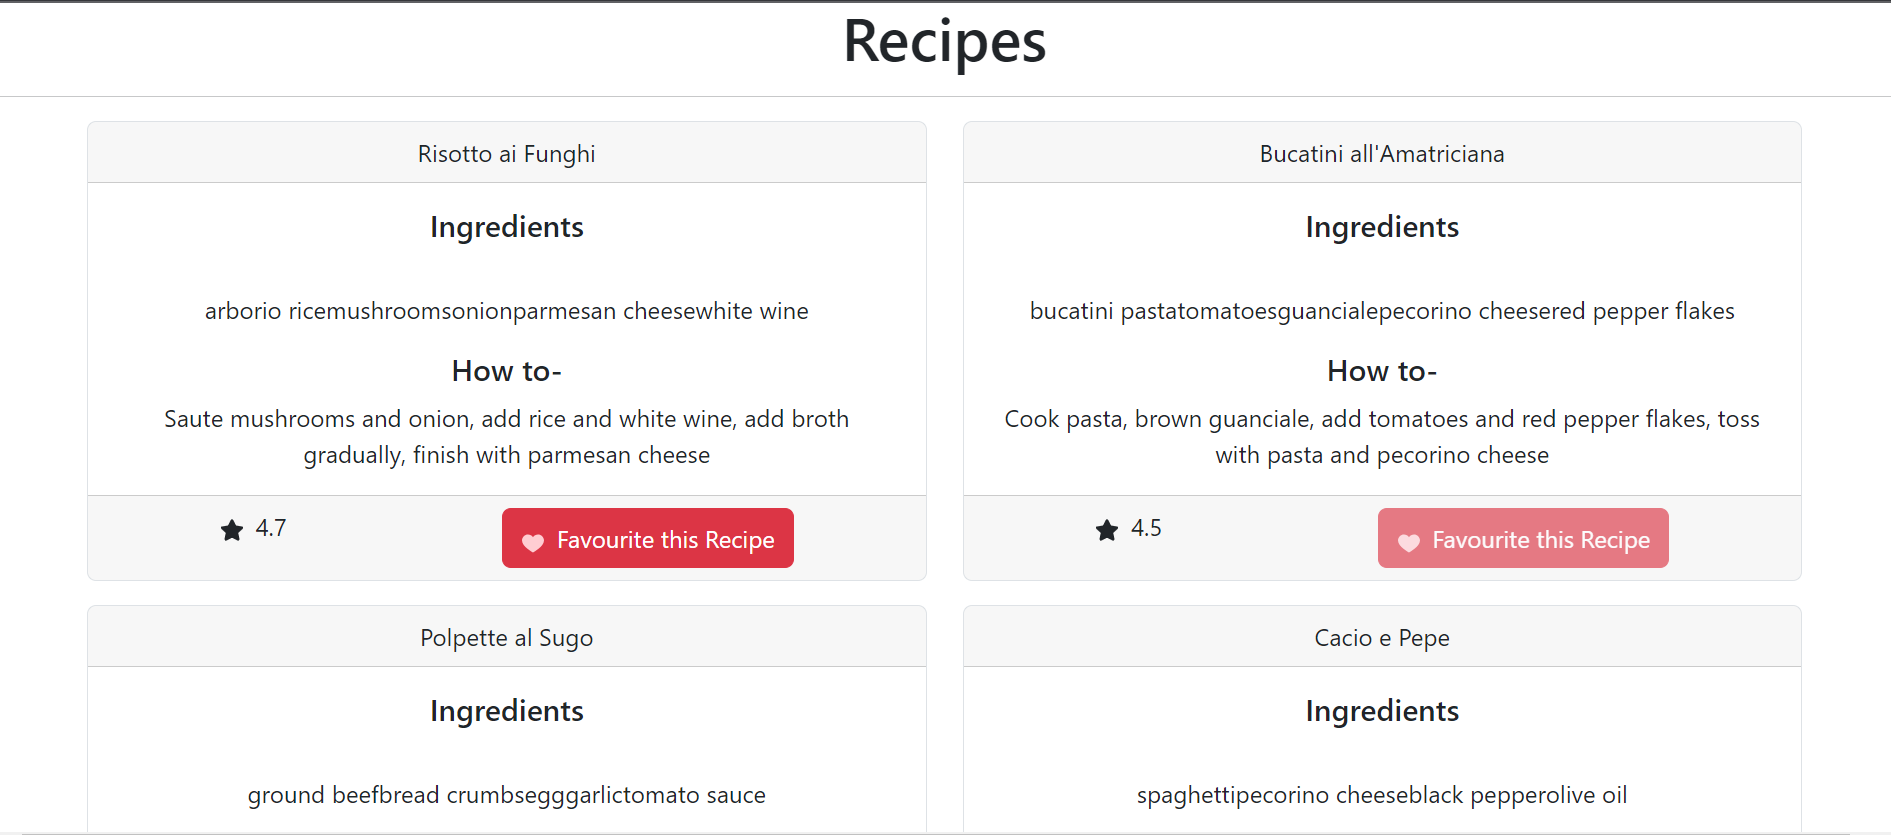 Recipes
Risotto ai Funghi
Ingredients
arborio ricemushroomsonionparmesan cheesewhite wine
How to-
Saute mushrooms and onion, add rice and white wine, add broth
gradually, finish with parmesan cheese
4.7
Favourite this Recipe
Bucatini all'Amatriciana
Ingredients
bucatini pastatomatoesguancialepecorino cheesered pepper flakes
How to-
Cook pasta, brown guanciale, add tomatoes and red pepper flakes, toss
with pasta and pecorino cheese
4.5
Favourite this Recipe
Polpette al Sugo
Ingredients
ground beefbread crumbsegggarlictomato sauce
Cacio e Pepe
Ingredients
spaghettipecorino cheeseblack pepperolive oil